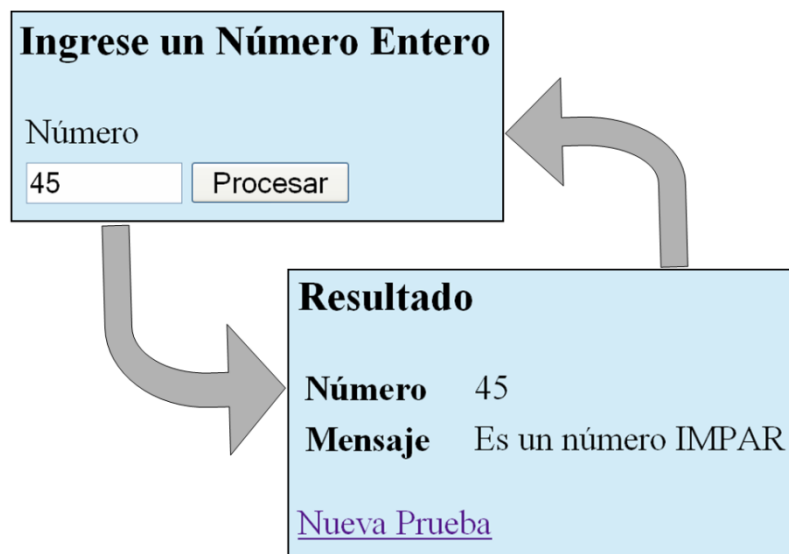 Ingrese un Número Entero
Número
45 Procesar
Resultado
Número 45
Mensaje Es un número IMPAR
Nueva Prueba